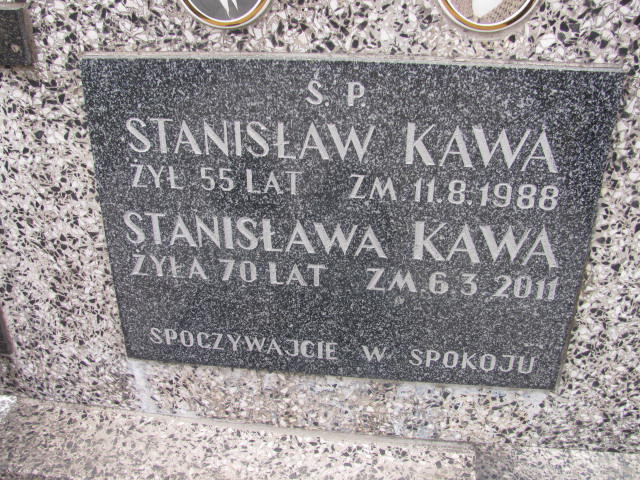 Ś. P.
STANISŁAW KAWA
ŻYŁ 55 LAT ZM. 11.8.1988
STANISŁAWA KAWA
ŻYŁA 70 LAT ZM. 6.3.2011
SPOCZYWAJCIE W SPOKOJU